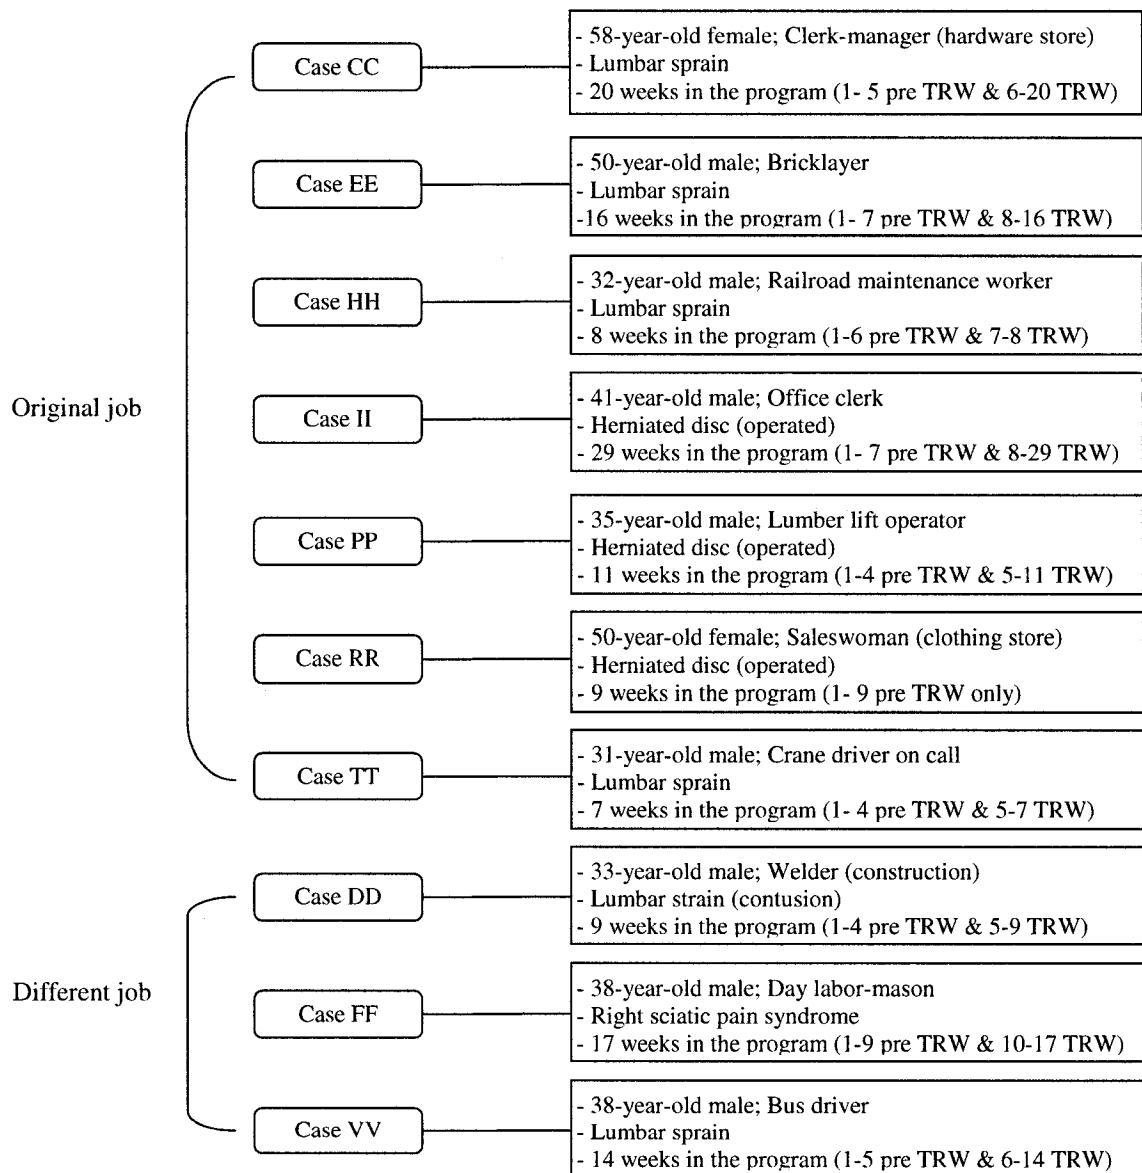 Original job
Case CC
- 58-year-old female; Clerk-manager (hardware store)
- Lumbar sprain
- 20 weeks in the program (1- 5 pre TRW & 6-20 TRW)
Case EE
- 50-year-old male; Bricklayer
- Lumbar sprain
-16 weeks in the program (1- 7 pre TRW & 8-16 TRW)
Case HH
- 32-year-old male; Railroad maintenance worker
- Lumbar sprain
- 8 weeks in the program (1-6 pre TRW & 7-8 TRW)
Case II
- 41-year-old male; Office clerk
- Herniated disc (operated)
- 29 weeks in the program (1- 7 pre TRW & 8-29 TRW)
Case PP
- 35-year-old male; Lumber lift operator
- Herniated disc (operated)
- 11 weeks in the program (1-4 pre TRW & 5-11 TRW)
Case RR
- 50-year-old female; Saleswoman (clothing store)
- Herniated disc (operated)
- 9 weeks in the program (1- 9 pre TRW only)
Case TT
- 31-year-old male; Crane driver on call
- Lumbar sprain
- 7 weeks in the program (1- 4 pre TRW & 5-7 TRW)
Different job
Case DD
- 33-year-old male; Welder (construction)
- Lumbar strain (contusion)
- 9 weeks in the program (1-4 pre TRW & 5-9 TRW)
Case FF
- 38-year-old male; Day labor-mason
- Right sciatic pain syndrome
- 17 weeks in the program (1-9 pre TRW & 10-17 TRW)
Case VV
- 38-year-old male; Bus driver
- Lumbar sprain
- 14 weeks in the program (1-5 pre TRW & 6-14 TRW)